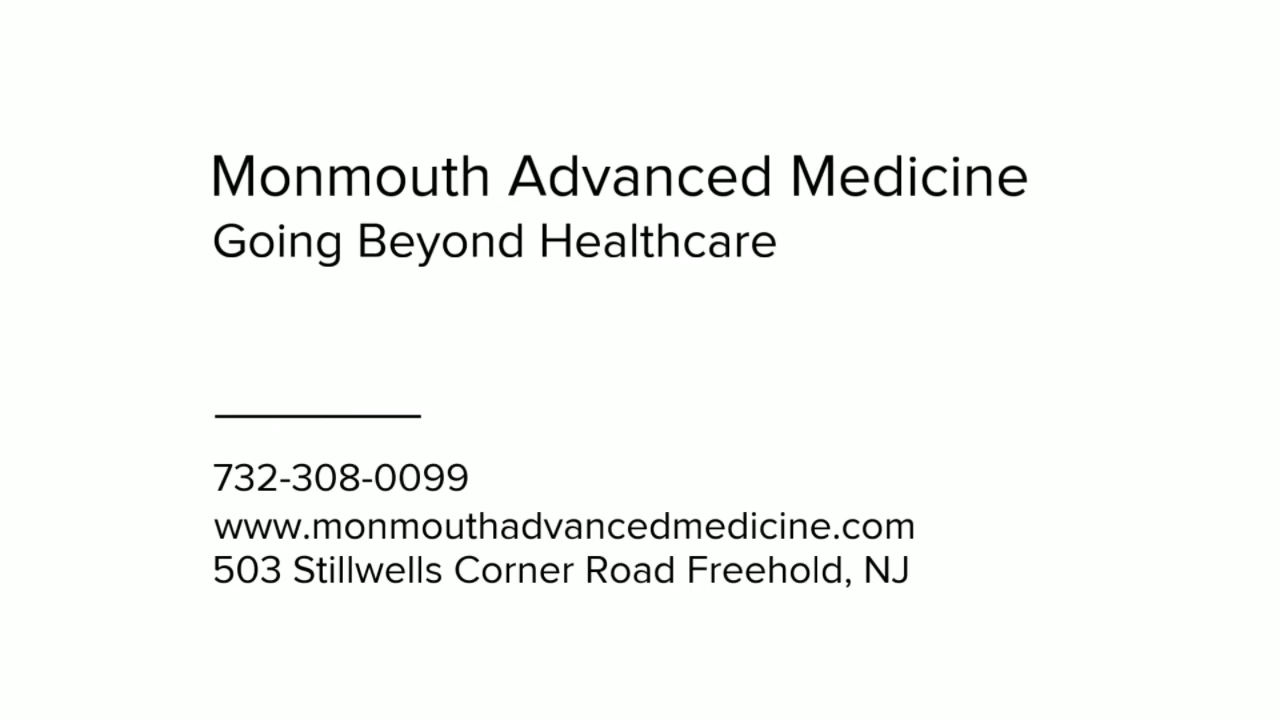 Monmouth Advanced Medicine
Going Beyond Healthcare
732-308-0099
www.monmouthadvancedmedicine.com
503 Stillwells Corner Road Freehold, NJ